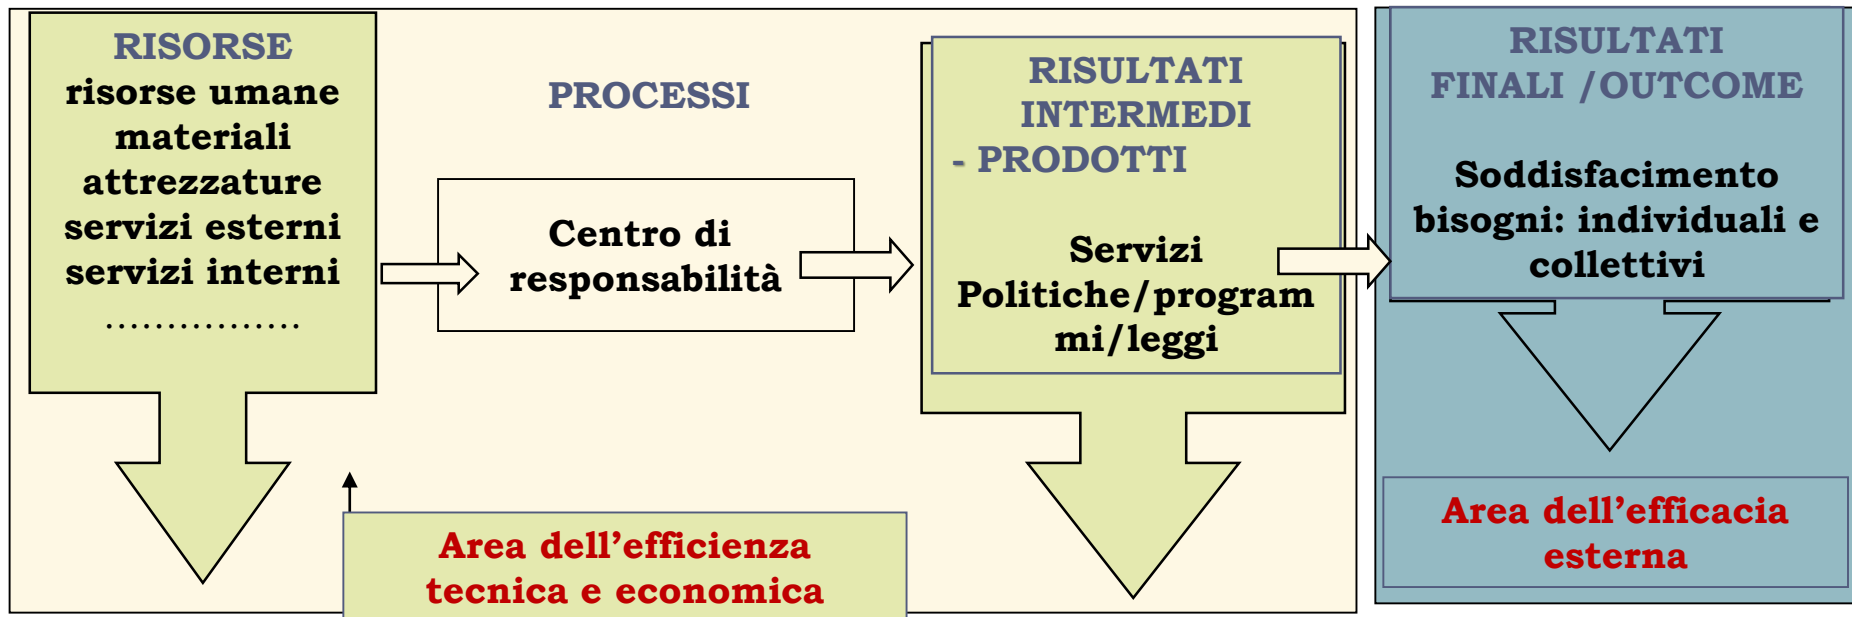 RISORSE
risorse umane
materiali
attrezzature
servizi esterni
servizi interni
................
PROCESSI
Centro di
responsabilità
RISULTATI
INTERMEDI
- PRODOTTI
Servizi
Politiche/program
mi/leggi
RISULTATI
FINALI /OUTCOME
Soddisfacimento
bisogni: individuali e
collettivi
Area dell’efficienza
tecnica e economica
Area dell’efficacia
esterna